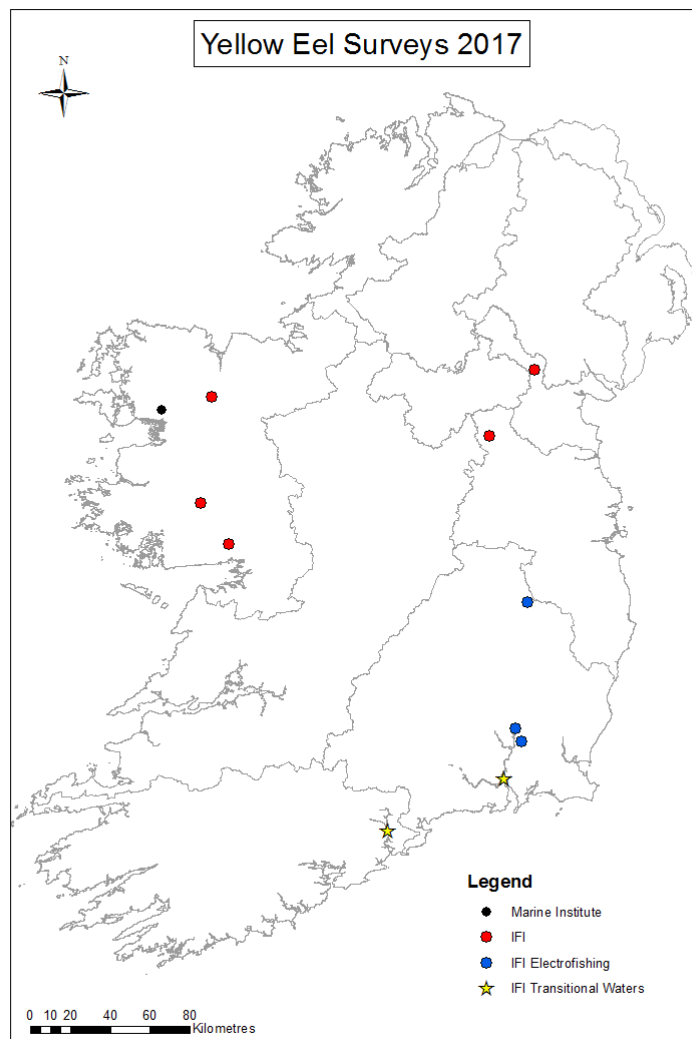 Yellow Eel Surveys 2017
N
Legend
Marine Institute
IFI
IFI Electrofishing
IFI Transitional Waters
0 10 20 40 60 80
Kilometres